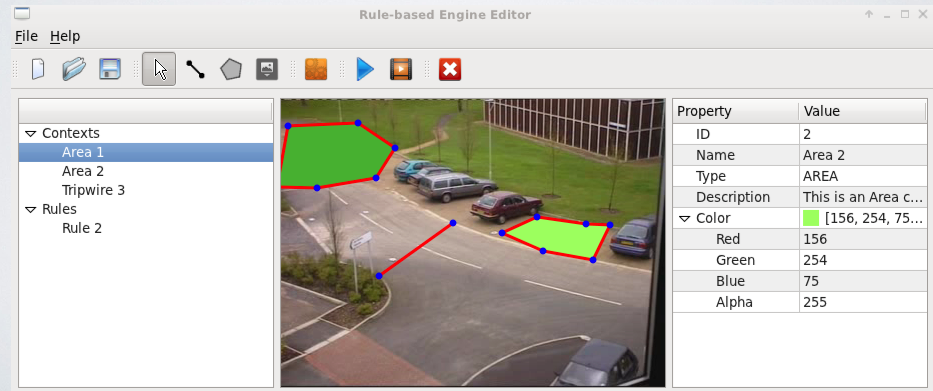 Rule-based Engine Editor
File Help
Contexts
Area 1
Area 2
Tripwire 3
Rules
Rule 2
Property Value
ID 2
Name Area 2
Type AREA
Description This is an Area c...
Color [156, 254, 75...
Red 156
Green 254
Blue 75
Alpha 255